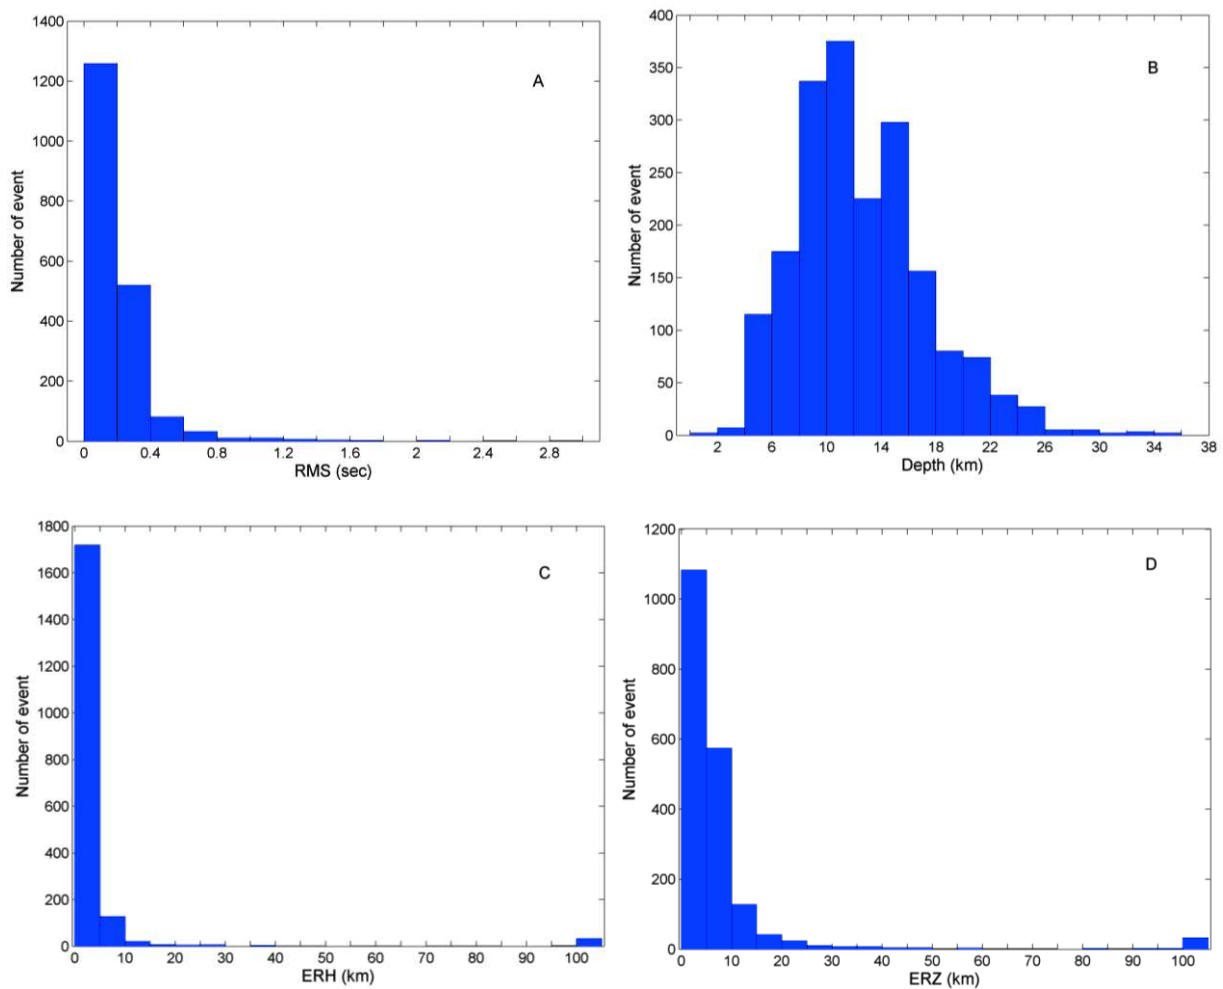 1400
1200
1000
800
600
400
200
0
Number of event
A
0 0.4 0.8 1.2 1.6 2 2.4 2.8
RMS (sec)
400
350
300
250
200
150
100
50
0
Number of event
B
2 6 10 14 18 22 26 30 34 38
Depth (km)
1800
1600
1400
1200
1000
800
600
400
200
0
Number of event
C
0 10 20 30 40 50 60 70 80 90 100
ERH (km)
1200
1000
800
600
400
200
0
Number of event
D
0 10 20 30 40 50 60 70 80 90 100
ERZ (km)